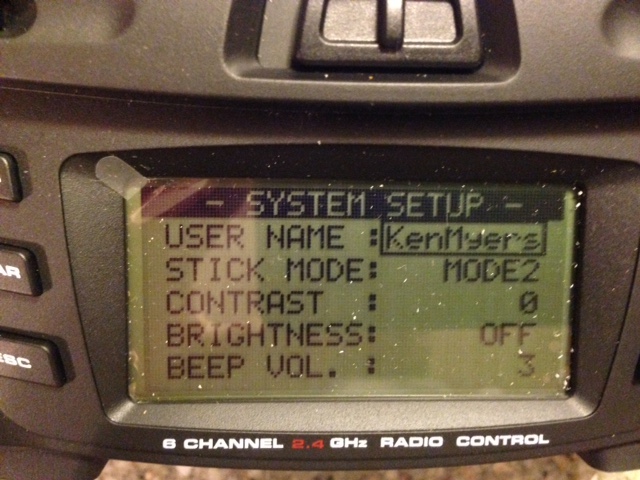 - SYSTEM SETUP -
USER NAME :KenMyers
STICK MODE: MODE2
CONTRAST : 0
BRIGHTNESS: OFF
BEEP VOL. : 3
ESC
6 CHANNEL 2.4 GHz RADIO CONTROL